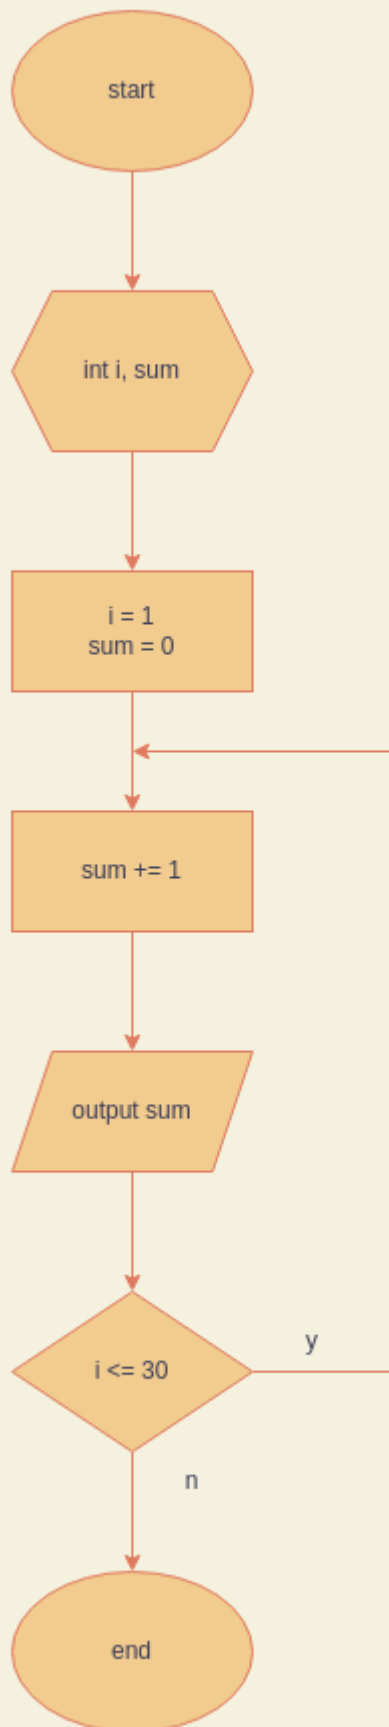 start
int i, sum
i = 1
sum = 0
sum += 1
output sum
i <= 30
y
n
end